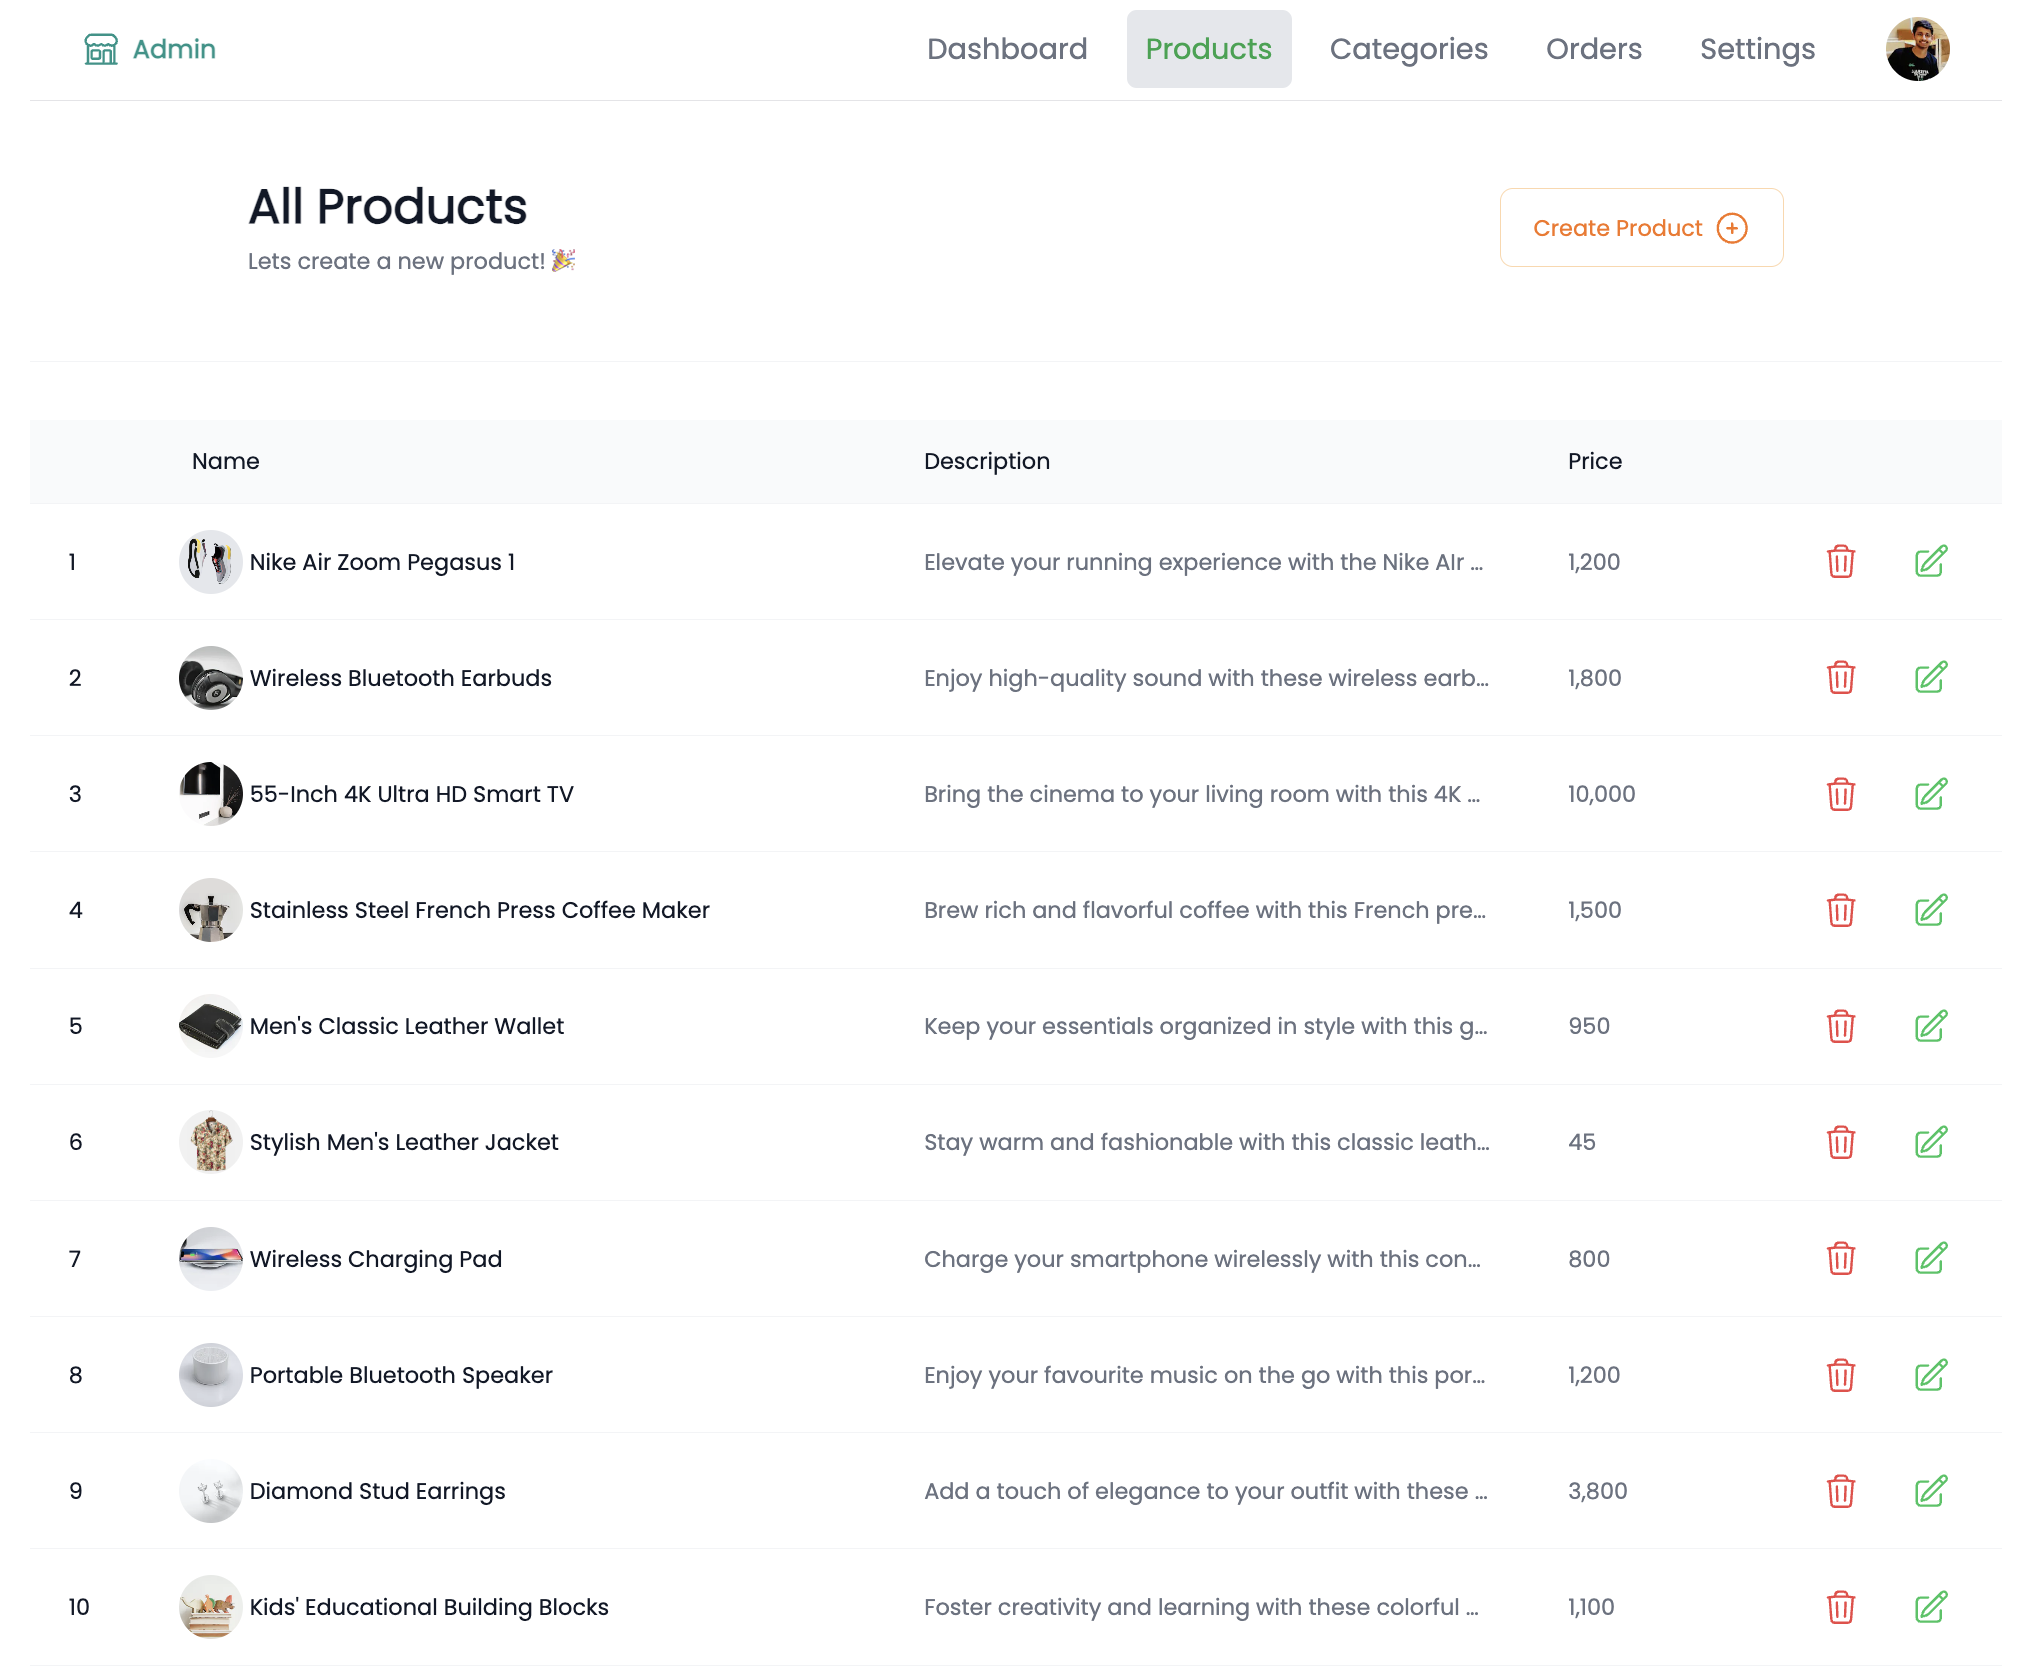 Admin
Dashboard Products Categories Orders Settings
All Products
Lets create a new product! 🎉
Create Product
Name Description Price
1 Nike Air Zoom Pegasus 1 Elevate your running experience with the Nike AIr ... 1,200
2 Wireless Bluetooth Earbuds Enjoy high-quality sound with these wireless earb... 1,800
3 55-Inch 4K Ultra HD Smart TV Bring the cinema to your living room with this 4K ... 10,000
4 Stainless Steel French Press Coffee Maker Brew rich and flavorful coffee with this French pre... 1,500
5 Men's Classic Leather Wallet Keep your essentials organized in style with this g... 950
6 Stylish Men's Leather Jacket Stay warm and fashionable with this classic leath... 45
7 Wireless Charging Pad Charge your smartphone wirelessly with this con... 800
8 Portable Bluetooth Speaker Enjoy your favourite music on the go with this por... 1,200
9 Diamond Stud Earrings Add a touch of elegance to your outfit with these ... 3,800
10 Kids' Educational Building Blocks Foster creativity and learning with these colorful ... 1,100